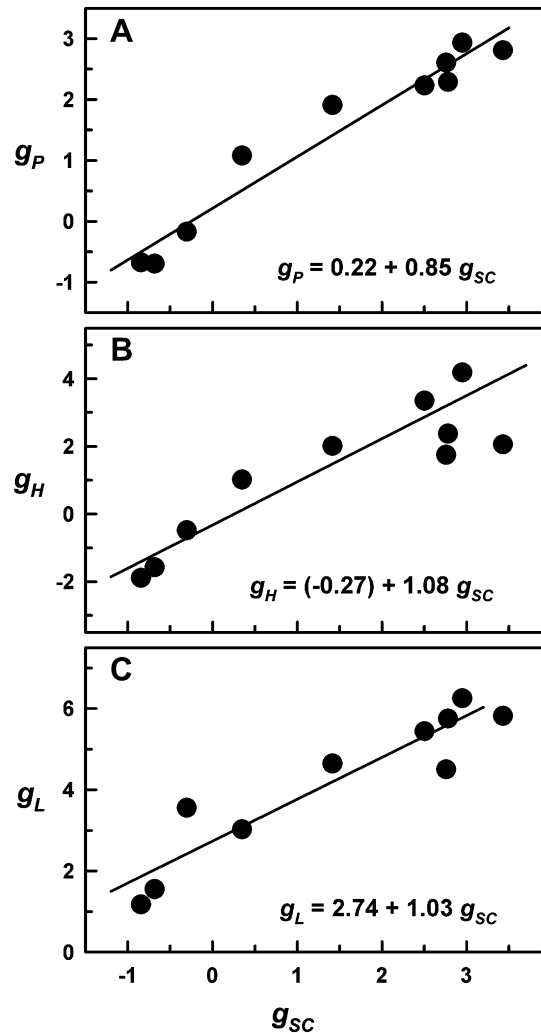 A
3
2
1
0
-1
g_P
g_P = 0.22 + 0.85 g_SC
B
4
2
0
-2
g_H
g_H = (-0.27) + 1.08 g_SC
C
6
4
2
0
g_L
g_L = 2.74 + 1.03 g_SC
-1 0 1 2 3
g_SC